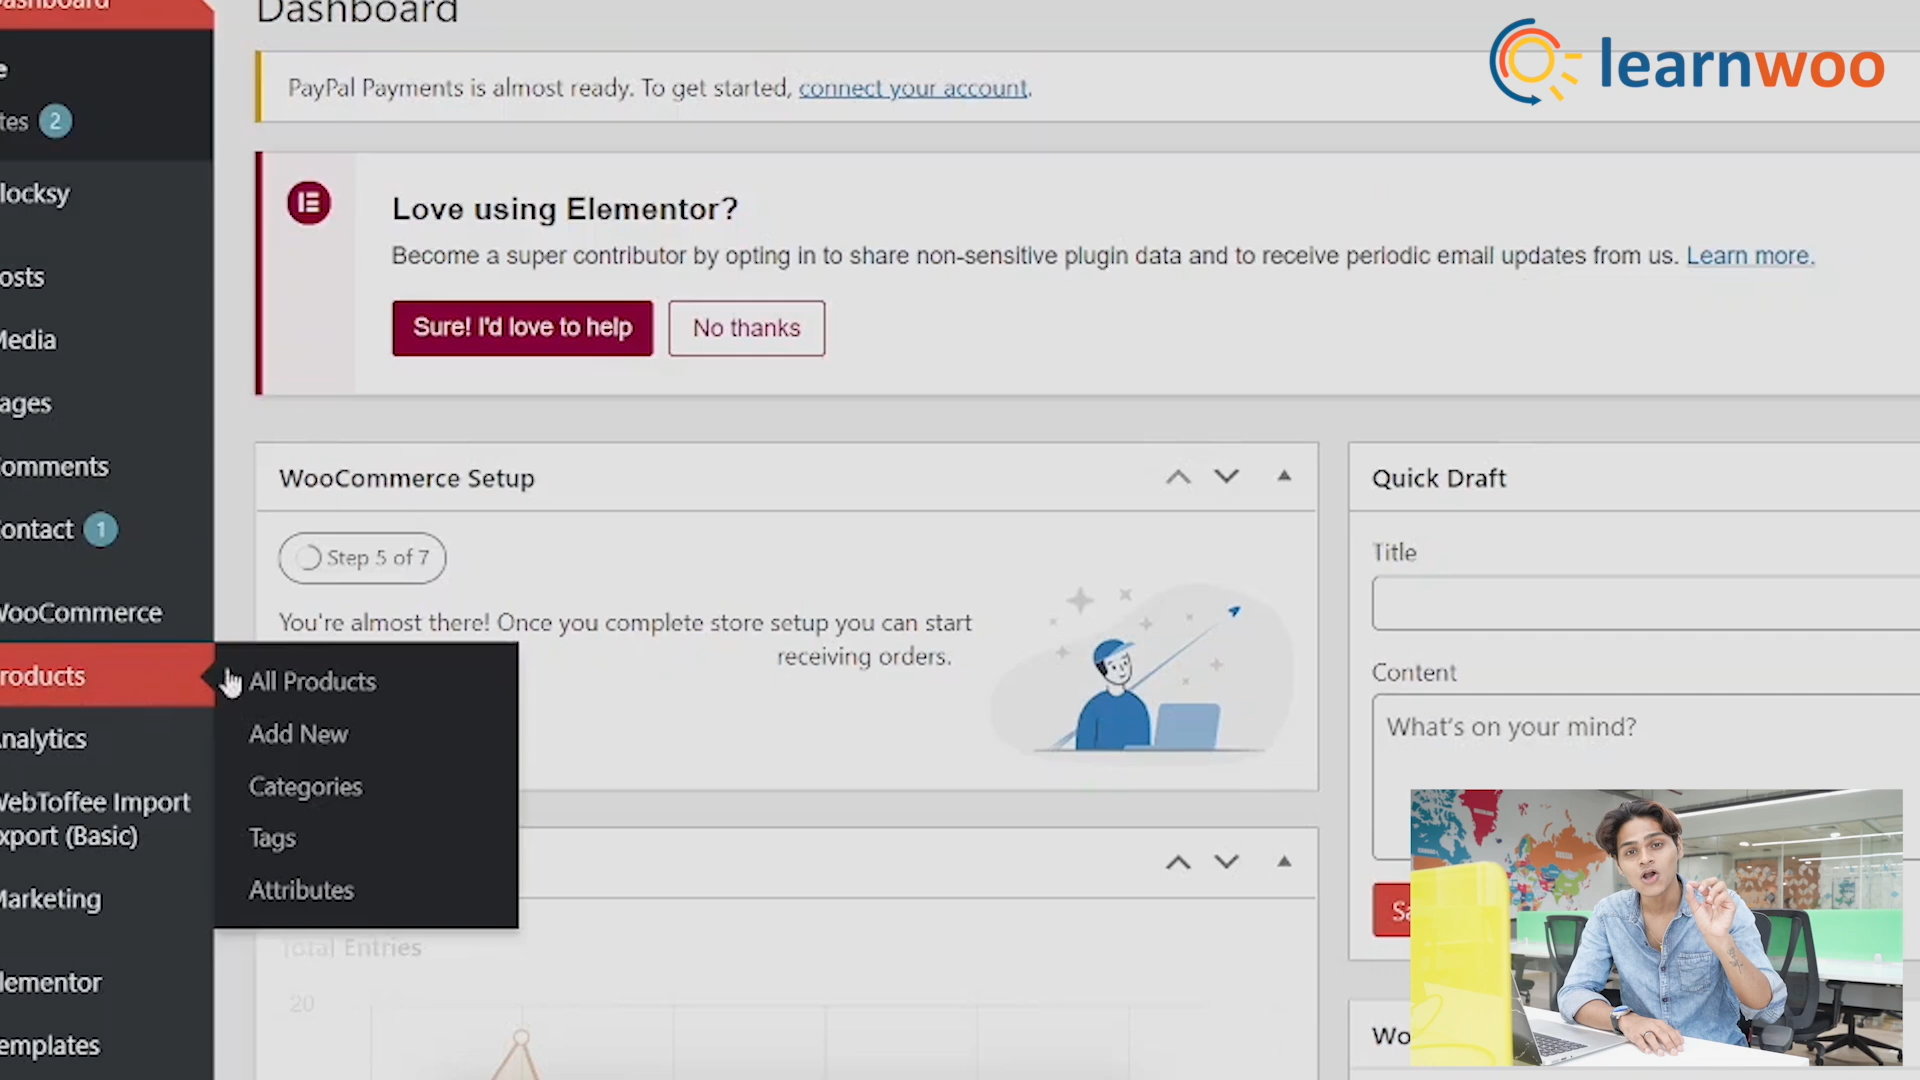 ashboard
Dashboard
learnwoo
PayPal Payments is almost ready. To get started, connect your account.
e
tes 2
Love using Elementor?
Become a super contributor by opting in to share non-sensitive plugin data and to receive periodic email updates from us. Learn more.
Sure! I'd love to help
No thanks
locksy
osts
Media
ages
omments
ontact 1
WooCommerce
roducts
nalytics
WebToffee Import
xport (Basic)
Marketing
lementor
emplates
All Products
Add New
Categories
Tags
Attributes
WooCommerce Setup
Step 5 of 7
You're almost there! Once you complete store setup you can start
receiving orders.
Quick Draft
Title
Content
What's on your mind?
Sa
Total Entries
20
Wo